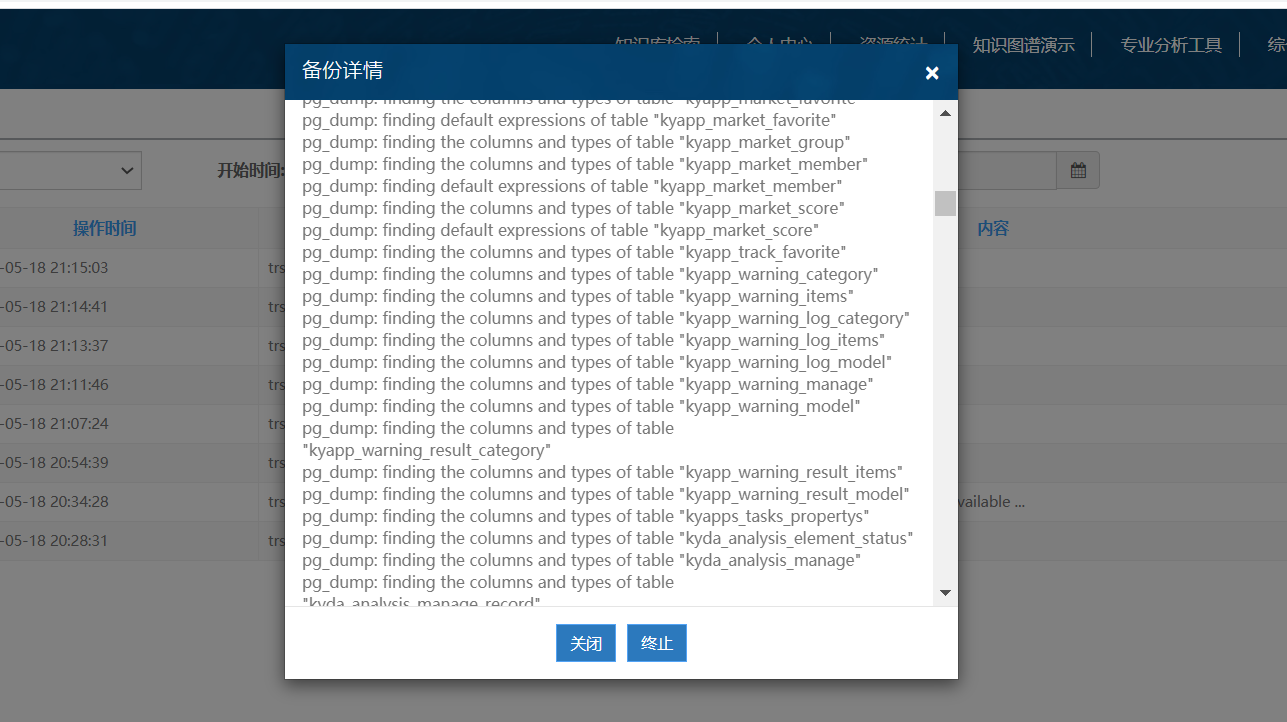 知识库检索
个人中心
资源统计
知识图谱演示
专业分析工具
综
备份详情
×
pg_dump: finding the columns and types of table "kyapp_market_favorite"
pg_dump: finding default expressions of table "kyapp_market_favorite"
pg_dump: finding the columns and types of table "kyapp_market_group"
pg_dump: finding the columns and types of table "kyapp_market_member"
pg_dump: finding default expressions of table "kyapp_market_member"
pg_dump: finding the columns and types of table "kyapp_market_score"
pg_dump: finding default expressions of table "kyapp_market_score"
pg_dump: finding the columns and types of table "kyapp_track_favorite"
pg_dump: finding the columns and types of table "kyapp_warning_category"
pg_dump: finding the columns and types of table "kyapp_warning_items"
pg_dump: finding the columns and types of table "kyapp_warning_log_category"
pg_dump: finding the columns and types of table "kyapp_warning_log_items"
pg_dump: finding the columns and types of table "kyapp_warning_log_model"
pg_dump: finding the columns and types of table "kyapp_warning_manage"
pg_dump: finding the columns and types of table "kyapp_warning_model"
pg_dump: finding the columns and types of table
"kyapp_warning_result_category"
pg_dump: finding the columns and types of table "kyapp_warning_result_items"
pg_dump: finding the columns and types of table "kyapp_warning_result_model"
pg_dump: finding the columns and types of table "kyapps_tasks_propertys"
pg_dump: finding the columns and types of table "kyda_analysis_element_status"
pg_dump: finding the columns and types of table "kyda_analysis_manage"
pg_dump: finding the columns and types of table
"kyda_analysis_manage_record"
关闭
终止
开始时间:
操作时间
内容
-05-18 21:15:03
trs
-05-18 21:14:41
trs
-05-18 21:13:37
trs
-05-18 21:11:46
trs
-05-18 21:07:24
trs
-05-18 20:54:39
trs
-05-18 20:34:28
trs
vailable ...
-05-18 20:28:31
trs